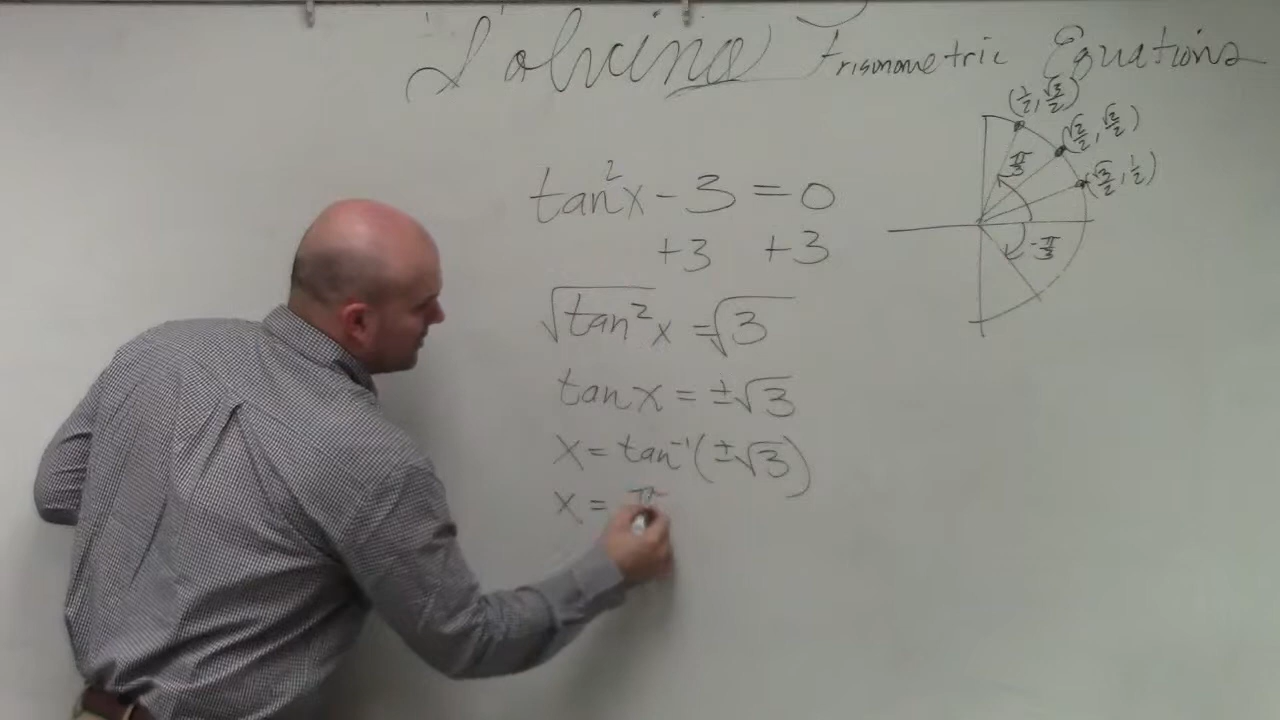 Solving Trigonometric Equations
(1/2, √3/2)
(√2/2, √2/2)
(√3/2, 1/2)
π/3
-π/3
tan²x - 3 = 0
+3 +3
√tan²x = √3
tan x = ±√3
x = tan⁻¹(±√3)
x = π